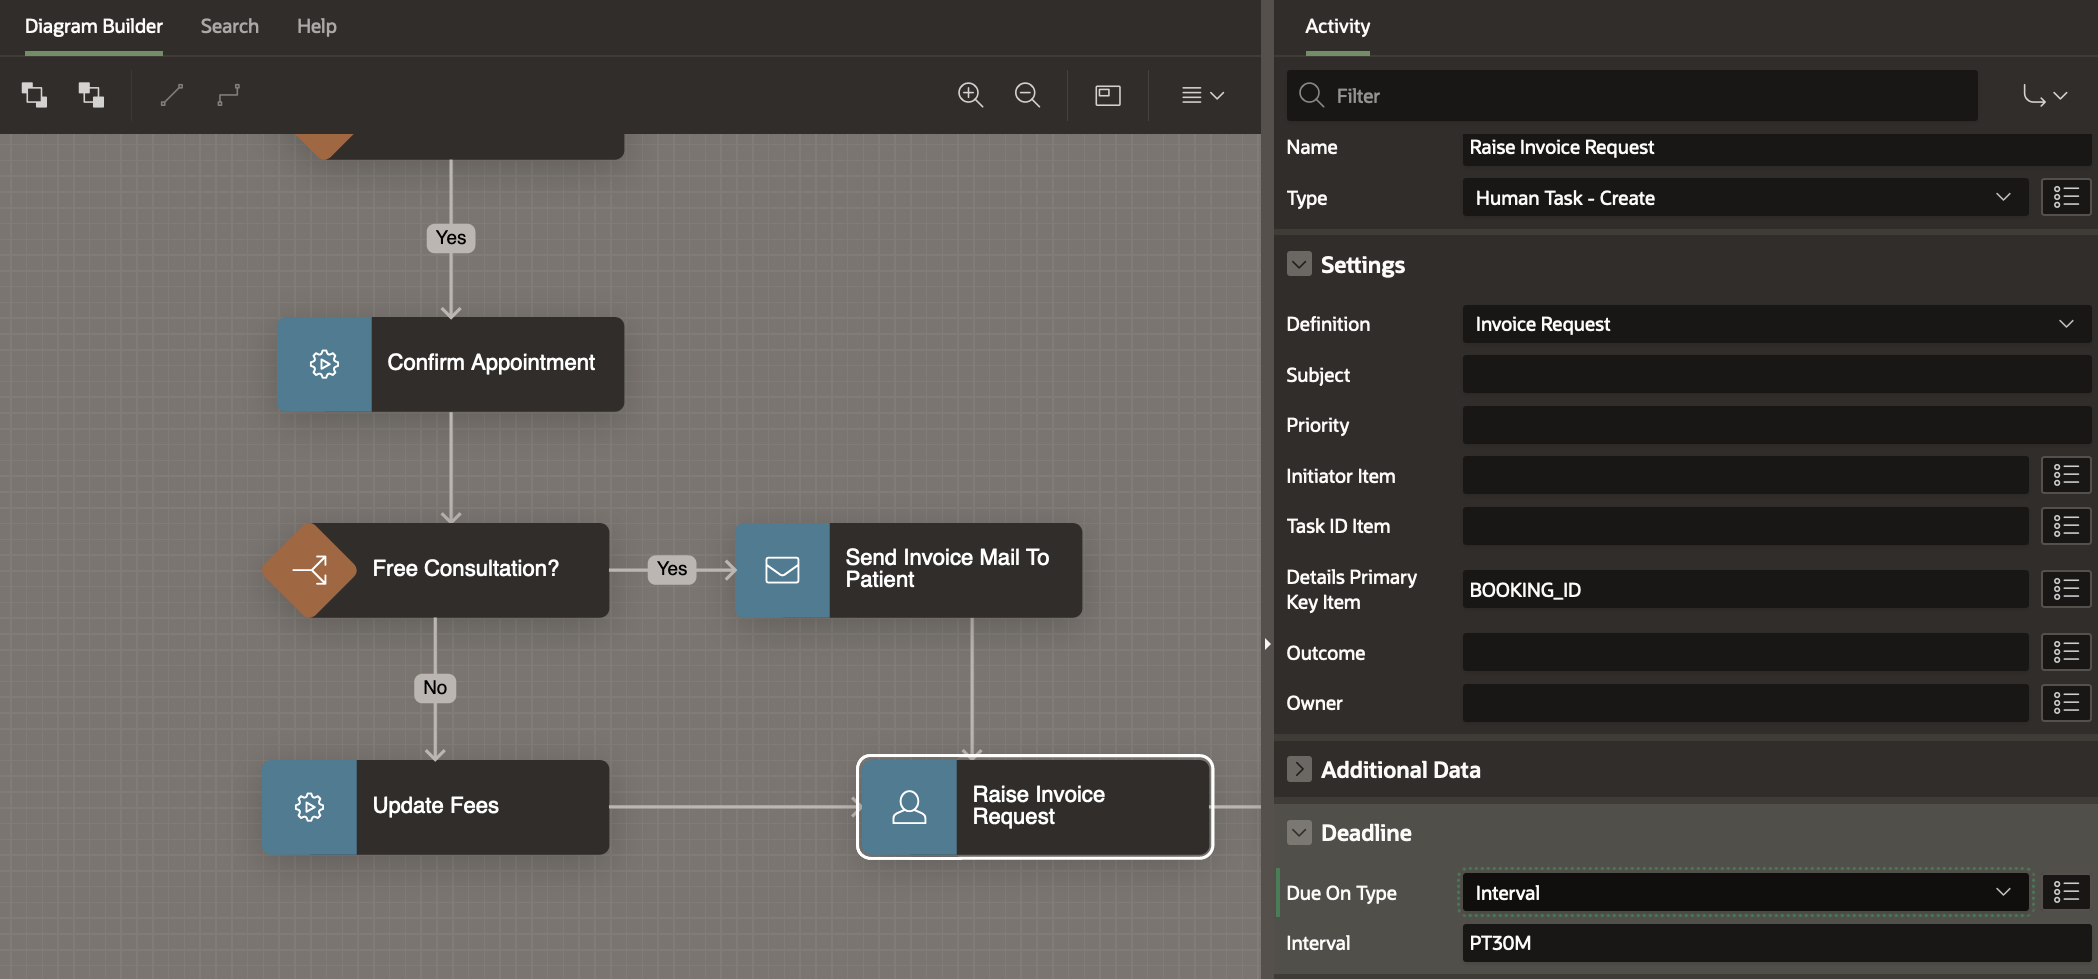 Diagram Builder
Search
Help
Yes
Confirm Appointment
Free Consultation?
Yes
Send Invoice Mail To
Patient
No
Update Fees
Raise Invoice
Request
Activity
Filter
Name
Raise Invoice Request
Type
Human Task - Create
Settings
Definition
Invoice Request
Subject
Priority
Initiator Item
Task ID Item
Details Primary
Key Item
BOOKING_ID
Outcome
Owner
Additional Data
Deadline
Due On Type
Interval
Interval
PT30M